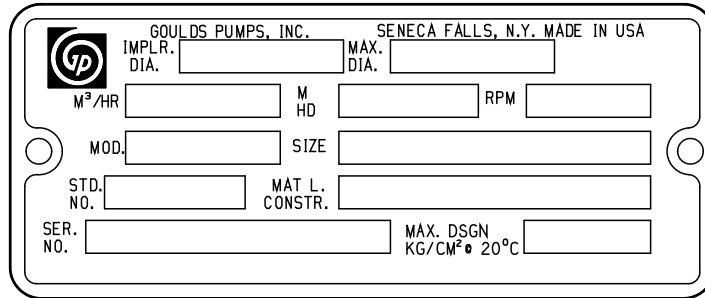 GOULDS PUMPS, INC. SENECA FALLS, N.Y. MADE IN USA
IMPLR. DIA. MAX. DIA.
M³/HR M HD RPM
MOD. SIZE
STD. NO. MAT L. CONSTR.
SER. NO. MAX. DSGN KG/CM²@ 20°C